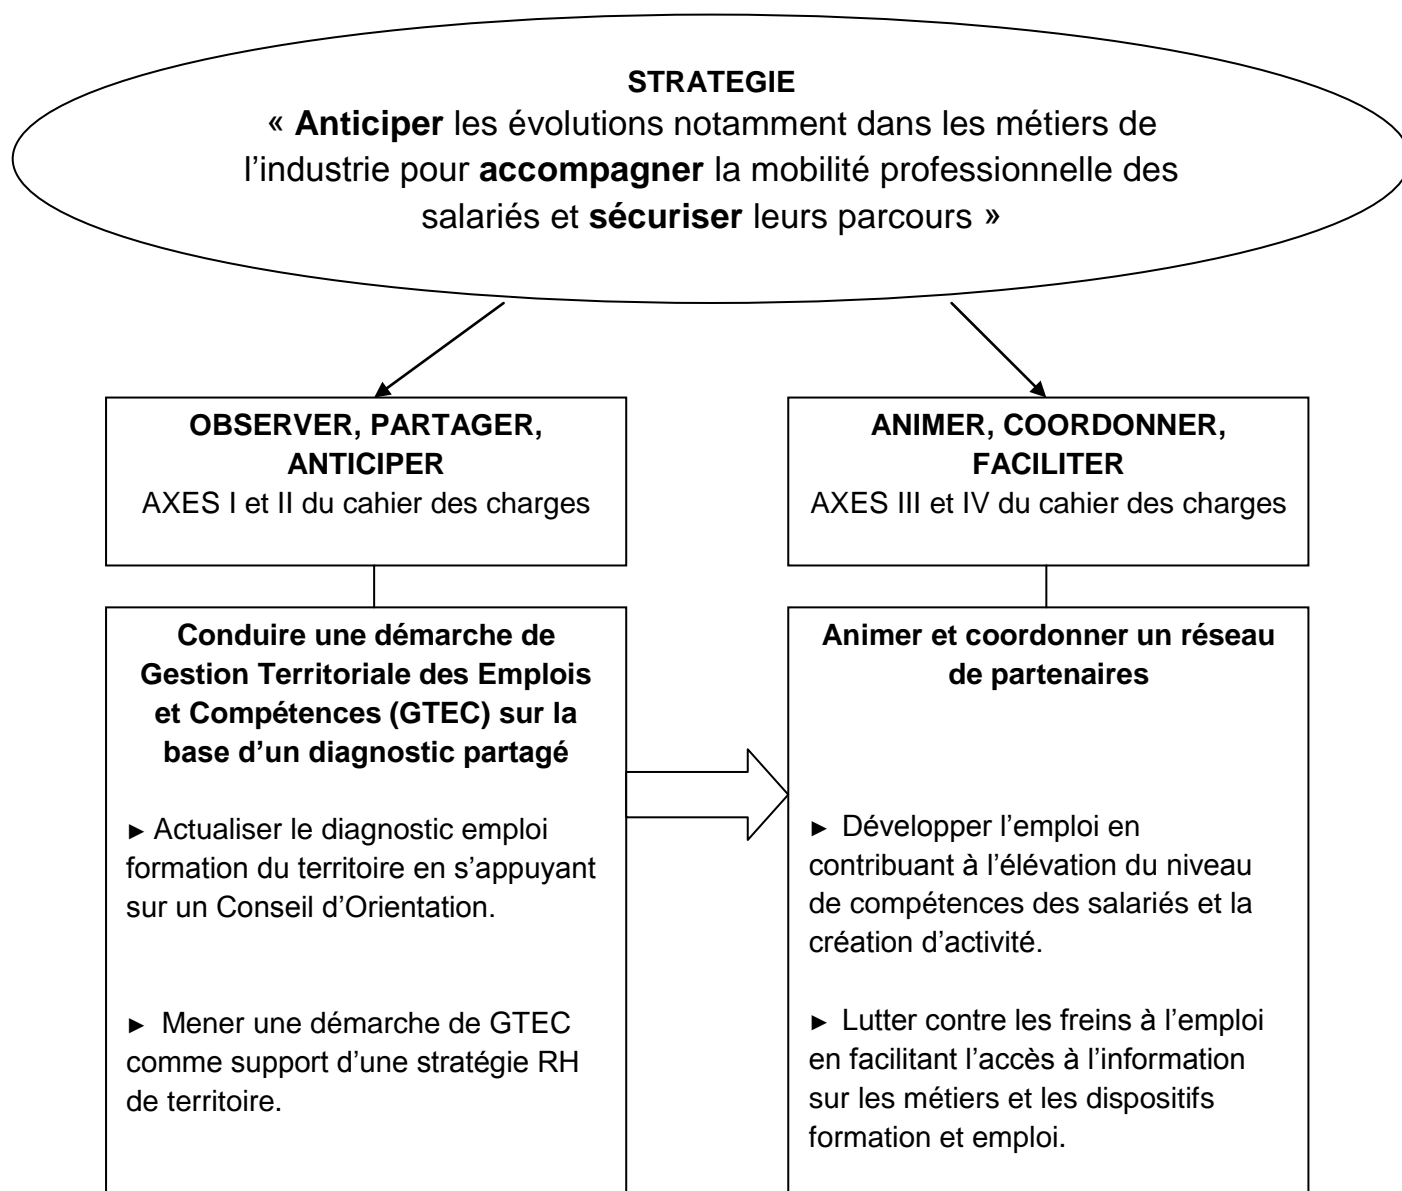 STRATEGIE
« Anticiper les évolutions notamment dans les métiers de
l’industrie pour accompagner la mobilité professionnelle des
salariés et sécuriser leurs parcours »
OBSERVER, PARTAGER,
ANTICIPER
AXES I et II du cahier des charges
ANIMER, COORDONNER,
FACILITER
AXES III et IV du cahier des charges
Conduire une démarche de
Gestion Territoriale des Emplois
et Compétences (GTEC) sur la
base d’un diagnostic partagé
► Actualiser le diagnostic emploi
formation du territoire en s’appuyant
sur un Conseil d’Orientation.
► Mener une démarche de GTEC
comme support d’une stratégie RH
de territoire.
Animer et coordonner un réseau
de partenaires
► Développer l’emploi en
contribuant à l’élévation du niveau
de compétences des salariés et la
création d’activité.
► Lutter contre les freins à l’emploi
en facilitant l’accès à l’information
sur les métiers et les dispositifs
formation et emploi.